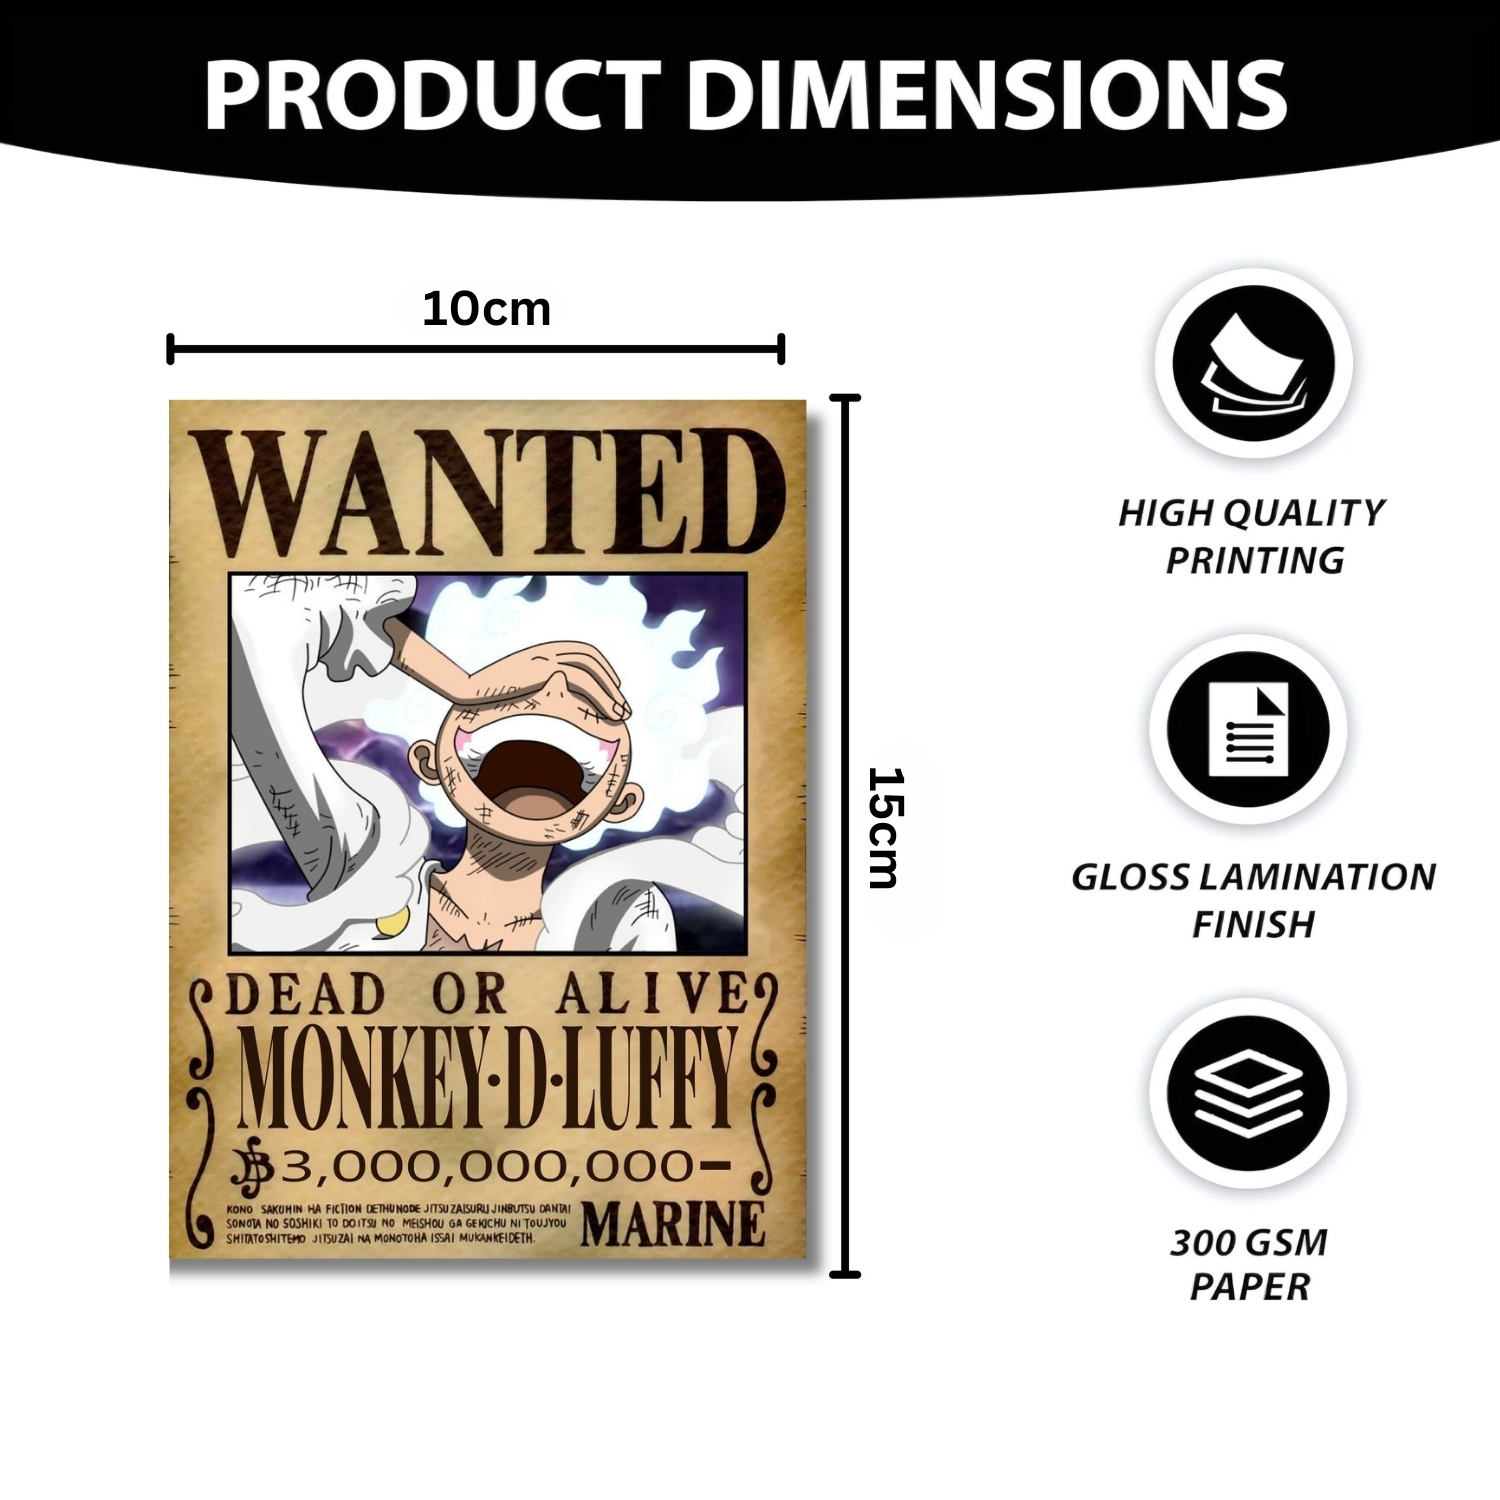 PRODUCT DIMENSIONS
10cm
15cm
WANTED
DEAD OR ALIVE
MONKEY·D·LUFFY
฿3,000,000,000-
KONO SAKUHIN HA FICTION DETHUNODE JITSUZAISURU JINBUTSU DANTAI
SONOTA NO SOSHIKI TO DOITSU NO MEISHOU GA GEKICHU NI TOUJYOU
SHITATOSHITEMO JITSUZAI NA MONOTOHA ISSAI MUKANKEIDETH.
MARINE
HIGH QUALITY
PRINTING
GLOSS LAMINATION
FINISH
300 GSM
PAPER